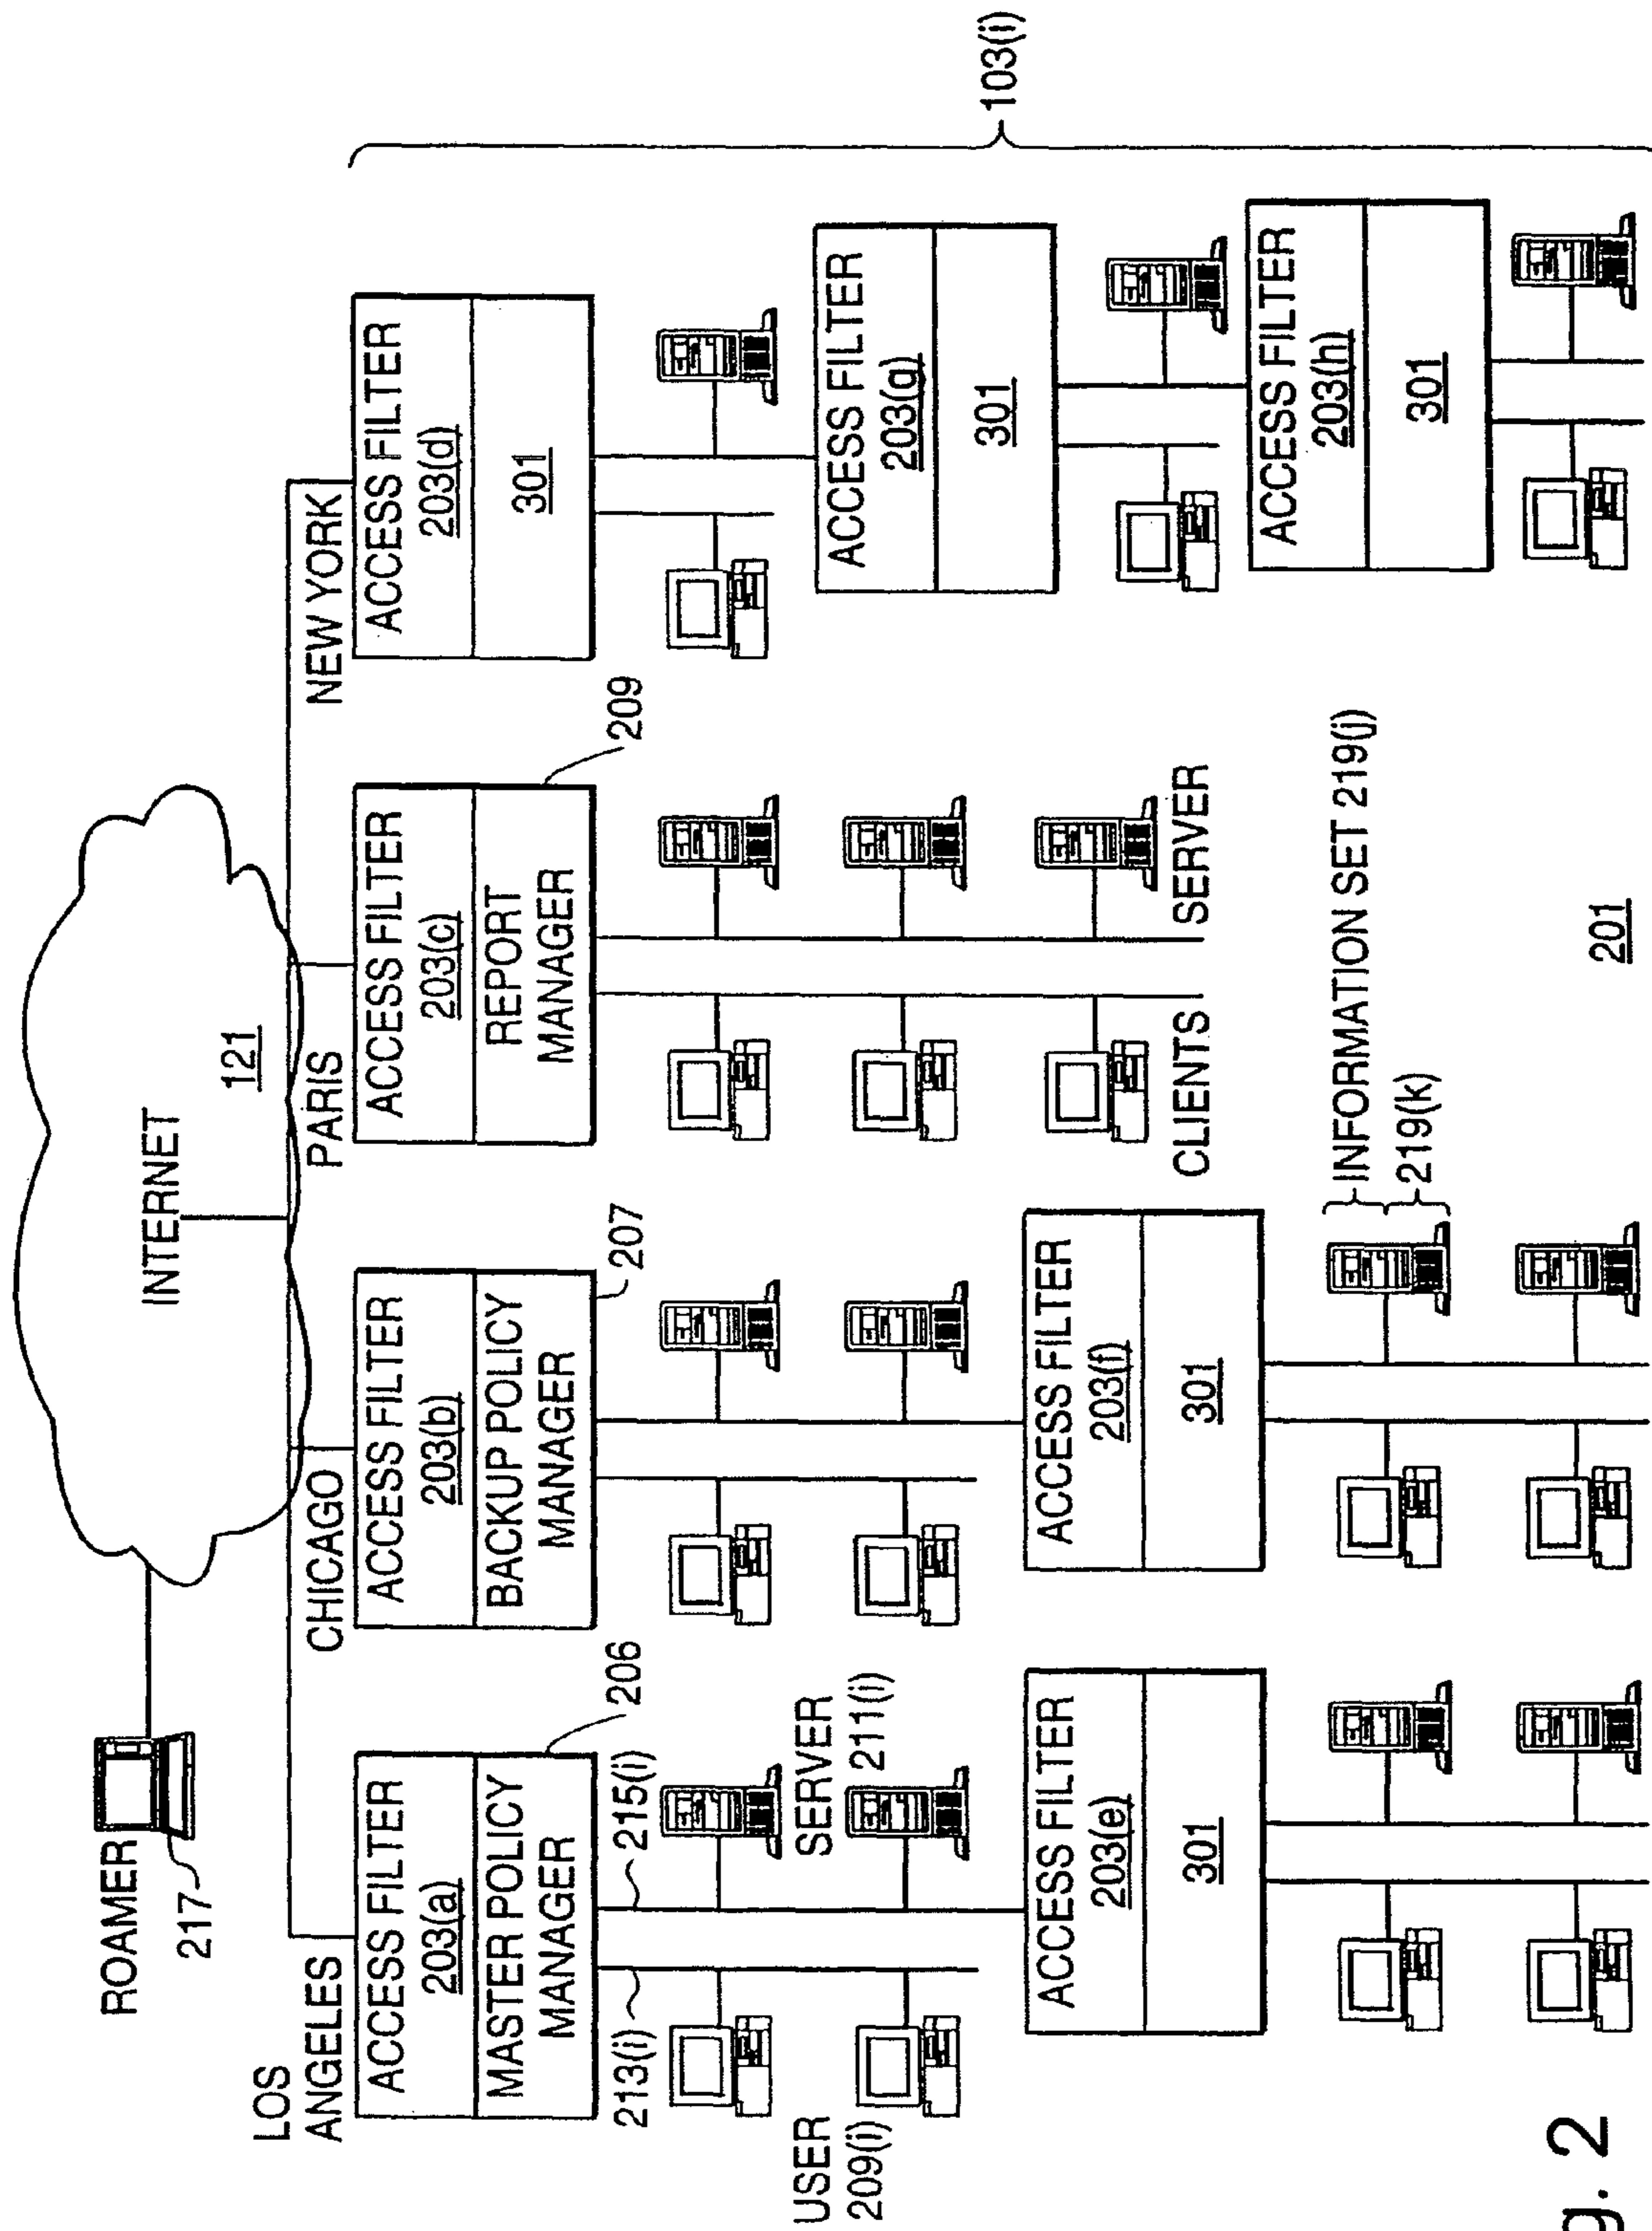 ROAMER
217
INTERNET
121
LOS
ANGELES
CHICAGO
PARIS
NEW YORK
ACCESS FILTER
203(a)
MASTER POLICY
MANAGER
206
ACCESS FILTER
203(b)
BACKUP POLICY
MANAGER
207
ACCESS FILTER
203(c)
REPORT
MANAGER
209
ACCESS FILTER
203(d)
301
103(i)
213(i)
215(i)
USER
209(i)
SERVER
211(i)
ACCESS FILTER
203(g)
301
ACCESS FILTER
203(e)
301
ACCESS FILTER
203(f)
301
CLIENTS
SERVER
ACCESS FILTER
203(h)
301
INFORMATION SET 219(j)
219(k)
201
g. 2